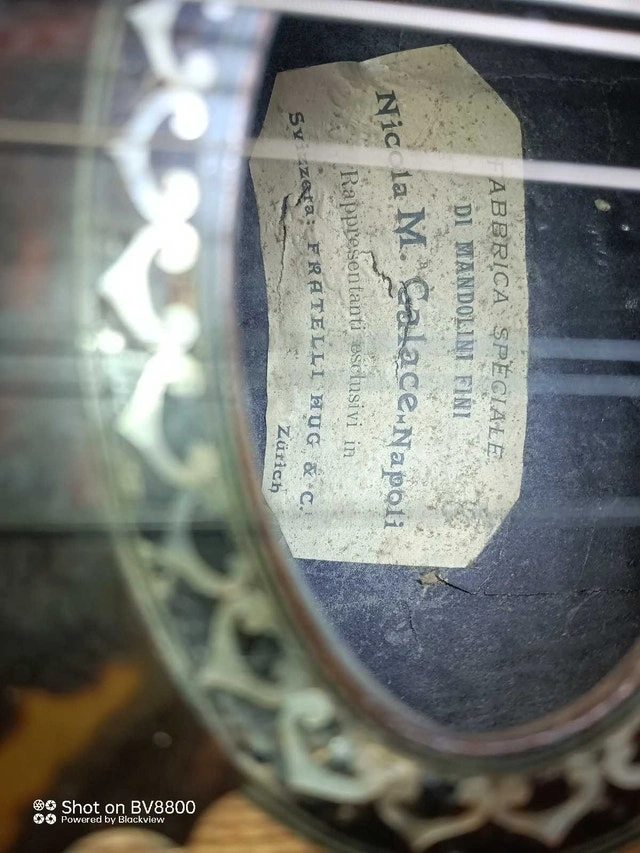 FABBRICA SPECIALE
DI MANDOLINI FINI
Nicola M.ª Calace-Napoli
Rappresentanti esclusivi in
Svizzera: FRATELLI HUG & C.
Zürich
Shot on BV8800
Powered by Blackview